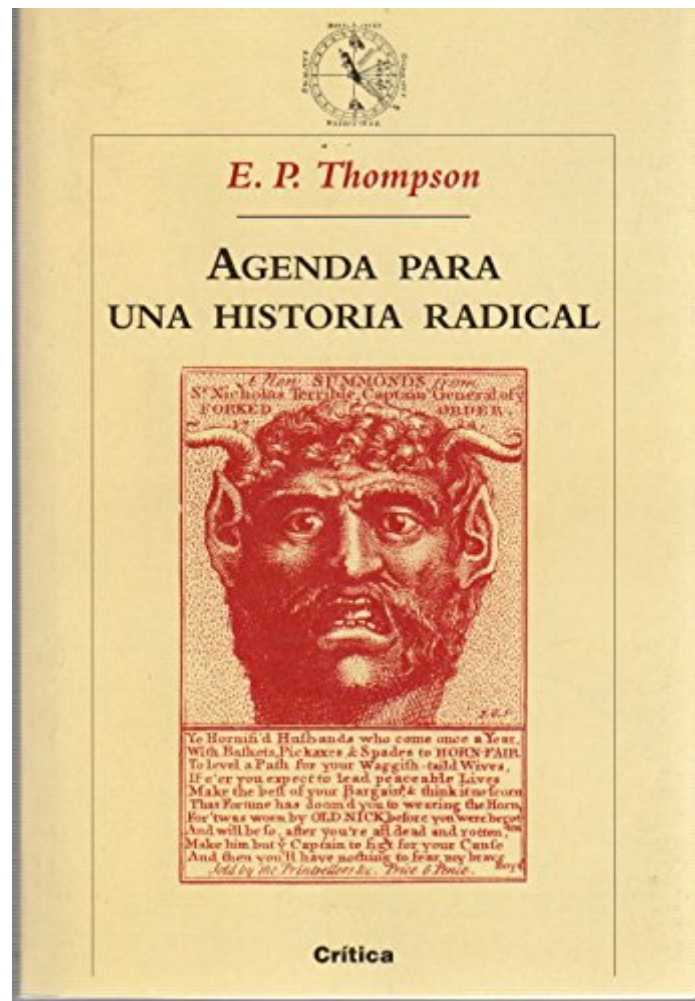 E. P. Thompson
AGENDA PARA
UNA HISTORIA RADICAL
A New SUMMONDS from
Sr Nicholas Terrible, Captain General of ye
FORKED ORDER.
Ye Hornifi'd Husbands who come once a Year,
With Baskets, Pickaxes & Spades to HORN-FAIR
To level a Path for your Waggish-taild Wives,
If e'er you expect to lead peaceable Lives
Make the best of your Bargain, & think it no scorn
That Fortune has doom'd you to wearing the Horn,
For 'twas worn by OLD NICK before you were begot
And will be so, after you're all dead and rotten,
Make him but ye Captain to fight for your Cause
And then you'll have nothing to fear my brave
Sold by the Printsellers &c. Price 6 Pence.
Crítica